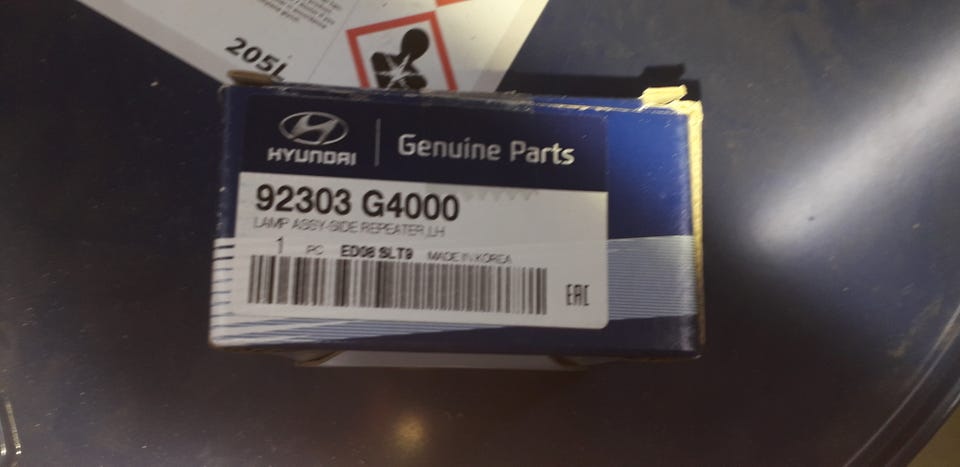 205L
HYUNDAI
Genuine Parts
92303 G4000
LAMP ASSY-SIDE REPEATER,LH
1 PC ED08 SLT9 MADE IN KOREA
EAC